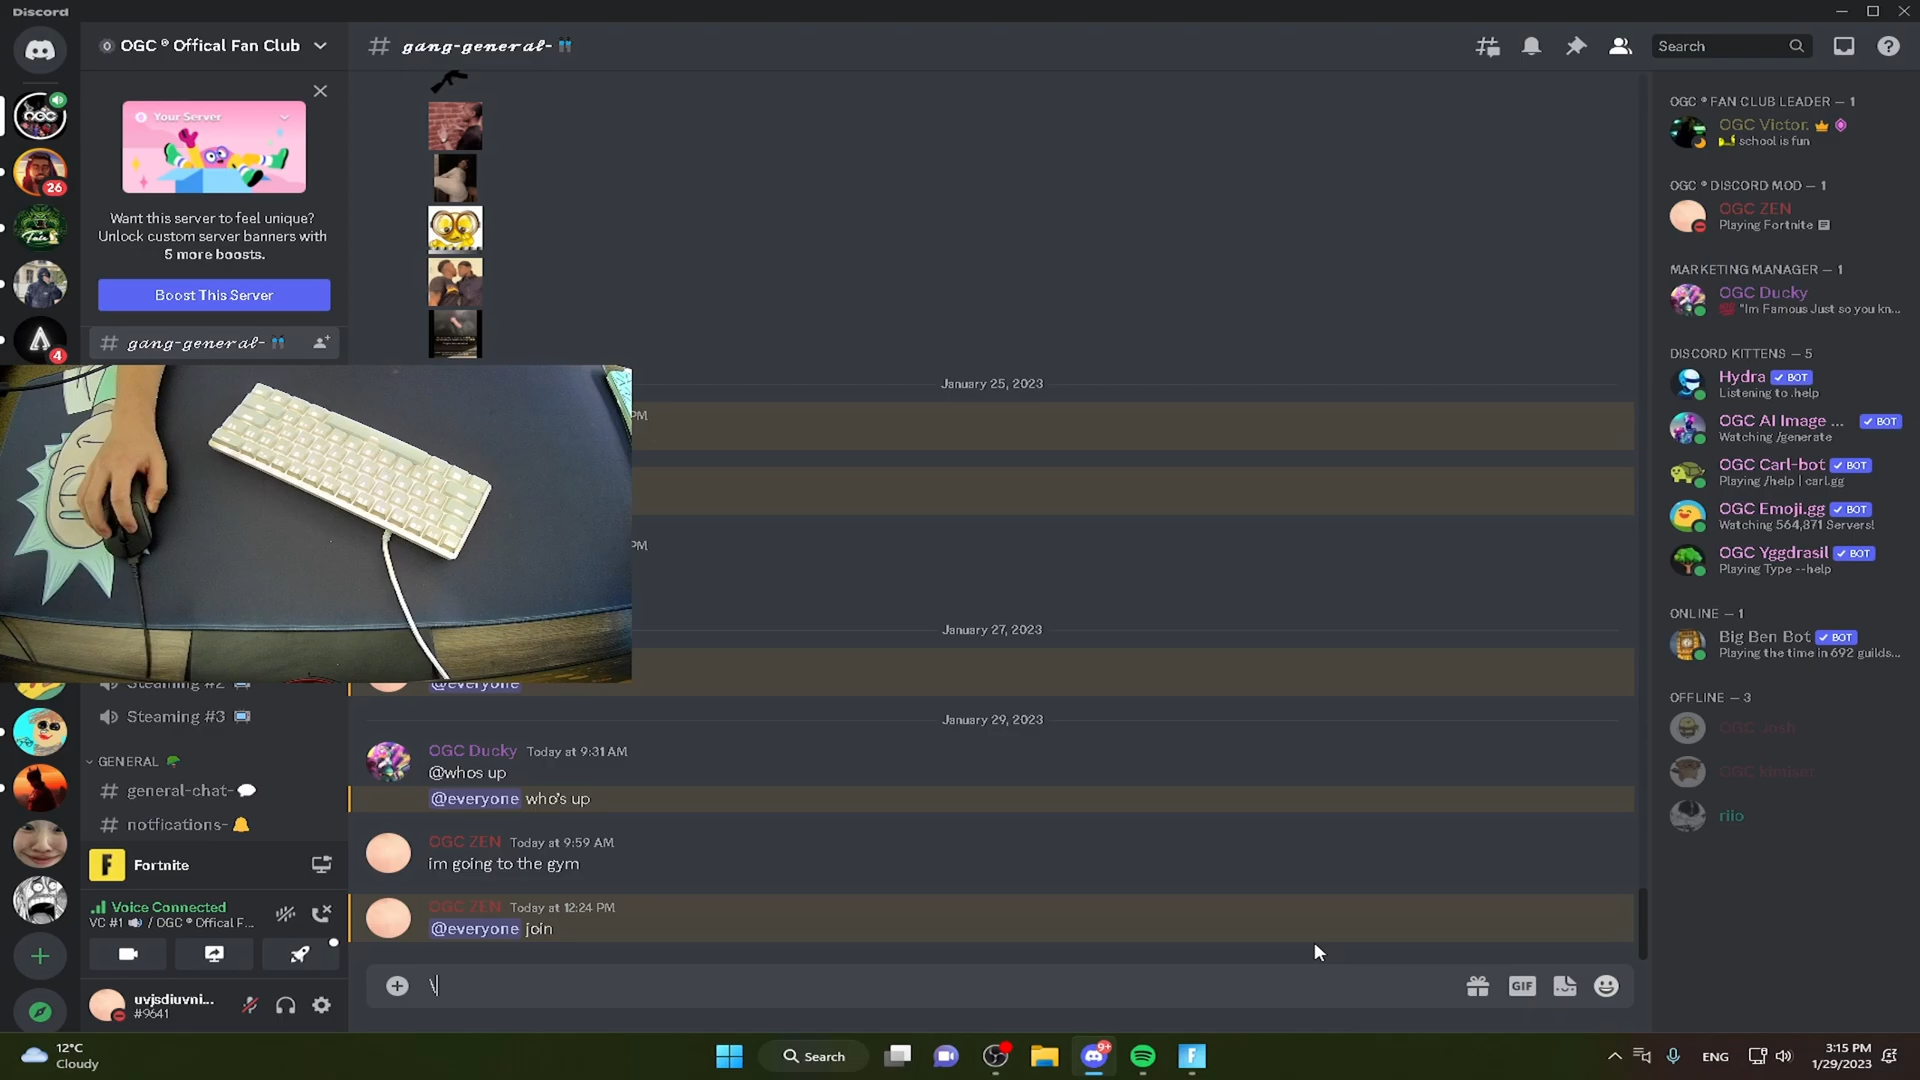 Discord
OGC ® Offical Fan Club
gang-general-
Search
Your Server
Want this server to feel unique?
Unlock custom server banners with
5 more boosts.
Boost This Server
gang-general-
26
4
Steaming #2
Steaming #3
GENERAL
general-chat-
notfications-
Fortnite
Voice Connected
VC #1 / OGC ® Offical F...
uvjsdiuvni...
#9641
January 25, 2023
PM
PM
January 27, 2023
@everyone
January 29, 2023
OGC Ducky Today at 9:31 AM
@whos up
@everyone who's up
OGC ZEN Today at 9:59 AM
im going to the gym
OGC ZEN Today at 12:24 PM
@everyone join
\
GIF
OGC ® FAN CLUB LEADER — 1
OGC Victor.
school is fun
OGC ® DISCORD MOD — 1
OGC ZEN
Playing Fortnite
MARKETING MANAGER — 1
OGC Ducky
"Im Famous Just so you kn...
DISCORD KITTENS — 5
Hydra BOT
Listening to .help
OGC AI Image ... BOT
Watching /generate
OGC Carl-bot BOT
Playing /help | carl.gg
OGC Emoji.gg BOT
Watching 564,871 Servers!
OGC Yggdrasil BOT
Playing Type --help
ONLINE — 1
Big Ben Bot BOT
Playing the time in 692 guilds...
OFFLINE — 3
riio
12°C
Cloudy
Search
9+
ENG
3:15 PM
1/29/2023